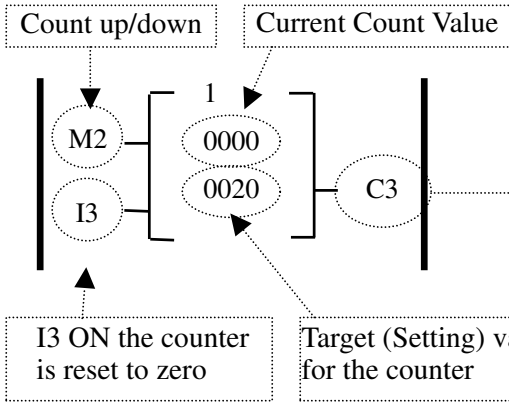 Count up/down
Current Count Value
1
M2
0000
0020
I3
C3
I3 ON the counter
is reset to zero
Target (Setting)
for the counter